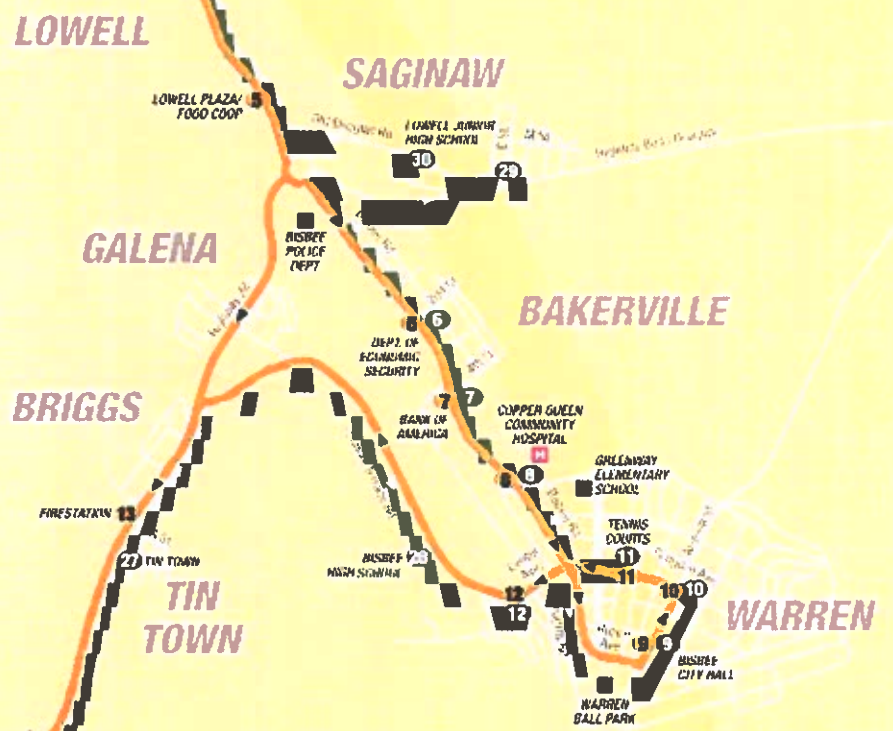 LOWELL
SAGINAW
LOWELL PLAZA/
FOOD COOP
5
LOWELL JUNIOR
HIGH SCHOOL
30
29
GALENA
BISBEE
POLICE
DEPT
BAKERVILLE
6
6
DEPT. OF
ECONOMIC
SECURITY
BRIGGS
7
7
BANK OF
AMERICA
COPPER QUEEN
COMMUNITY
HOSPITAL
H
8
8
GREENWAY
ELEMENTARY
SCHOOL
FIRESTATION
13
TENNIS
COURTS
11
11
27
TIN TOWN
BISBEE
HIGH SCHOOL
TIN
TOWN
12
12
10
10
WARREN
9
9
BISBEE
CITY HALL
WARREN
BALL PARK